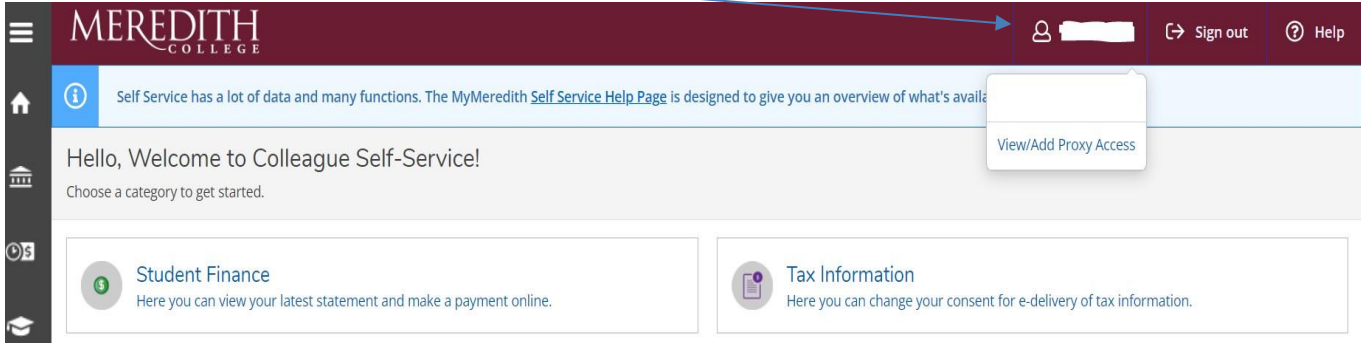 MEREDITH
COLLEGE
Sign out
Help
Self Service has a lot of data and many functions. The MyMeredith Self Service Help Page is designed to give you an overview of what's
View/Add Proxy Access
Hello, Welcome to Colleague Self-Service!
Choose a category to get started.
Student Finance
Here you can view your latest statement and make a payment online.
Tax Information
Here you can change your consent for e-delivery of tax information.